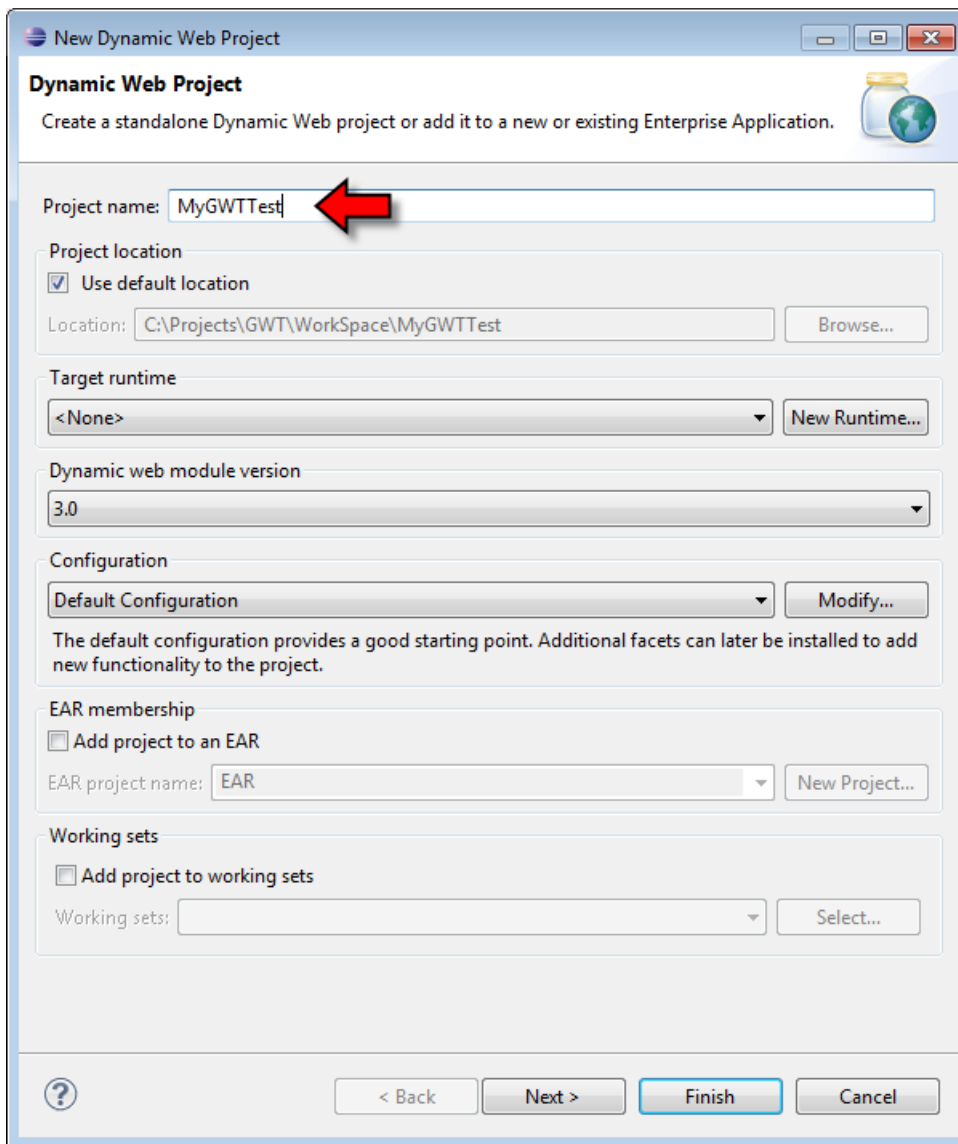 New Dynamic Web Project
Dynamic Web Project
Create a standalone Dynamic Web project or add it to a new or existing Enterprise Application.
Project name: MyGWTTest
Project location
Use default location
Location: C:\Projects\GWT\WorkSpace\MyGWTTest Browse...
Target runtime
<None> New Runtime...
Dynamic web module version
3.0
Configuration
Default Configuration Modify...
The default configuration provides a good starting point. Additional facets can later be installed to add
new functionality to the project.
EAR membership
Add project to an EAR
EAR project name: EAR New Project...
Working sets
Add project to working sets
Working sets: Select...
? < Back Next > Finish Cancel